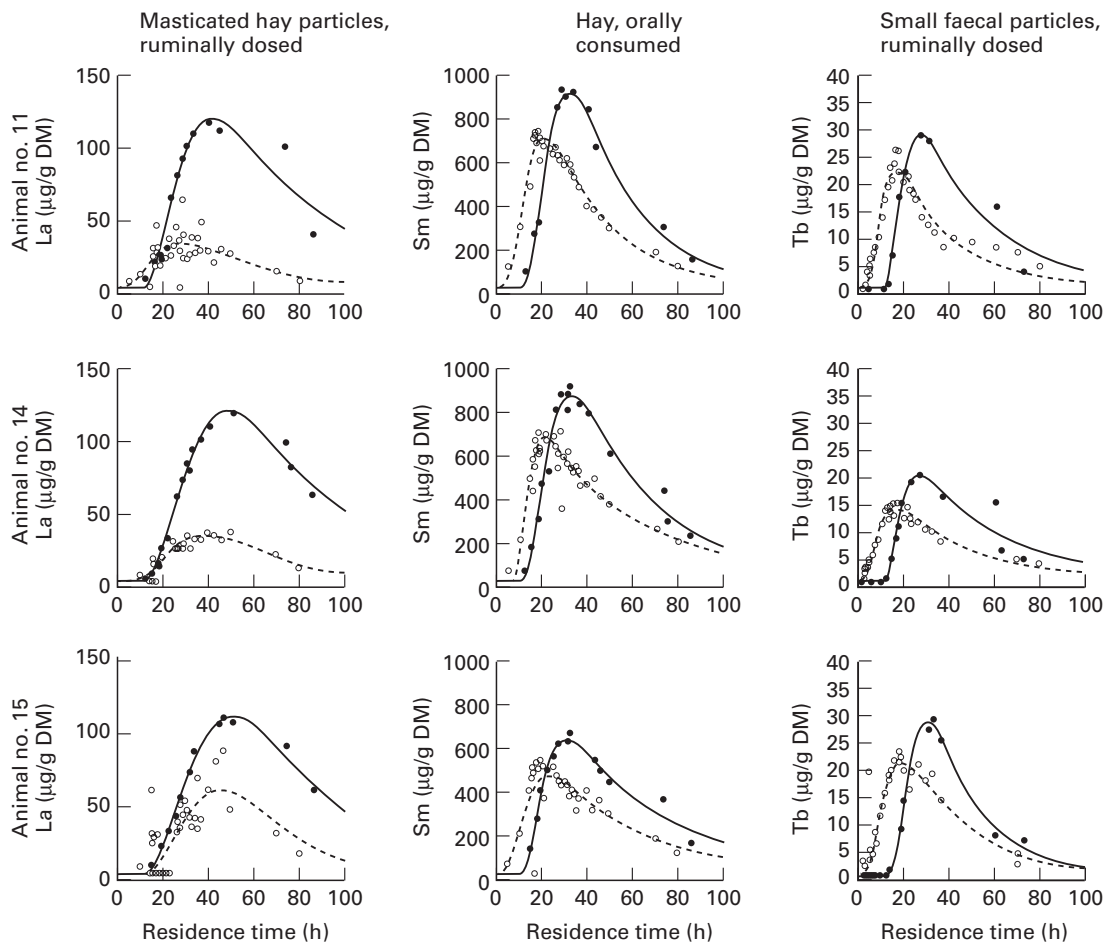 Masticated hay particles,
ruminally dosed
Hay, orally
consumed
Small faecal particles,
ruminally dosed
Animal no. 11
La (µg/g DM)
150
100
50
0
0 20 40 60 80 100
Sm (µg/g DM)
1000
800
600
400
200
0
0 20 40 60 80 100
Tb (µg/g DM)
40
35
30
25
20
15
10
5
0
0 20 40 60 80 100
Animal no. 14
La (µg/g DM)
150
100
50
0
0 20 40 60 80 100
Sm (µg/g DM)
1000
800
600
400
200
0
0 20 40 60 80 100
Tb (µg/g DM)
40
35
30
25
20
15
10
5
0
0 20 40 60 80 100
Animal no. 15
La (µg/g DM)
150
100
50
0
0 20 40 60 80 100
Residence time (h)
Sm (µg/g DM)
1000
800
600
400
200
0
0 20 40 60 80 100
Residence time (h)
Tb (µg/g DM)
40
35
30
25
20
15
10
5
0
0 20 40 60 80 100
Residence time (h)